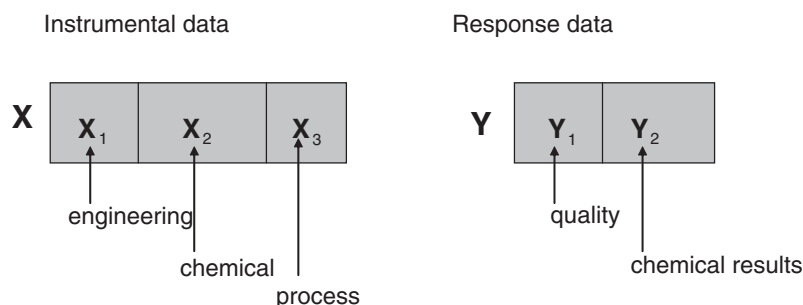 Instrumental data Response data
X X₁ X₂ X₃ Y Y₁ Y₂
engineering quality
chemical chemical results
process